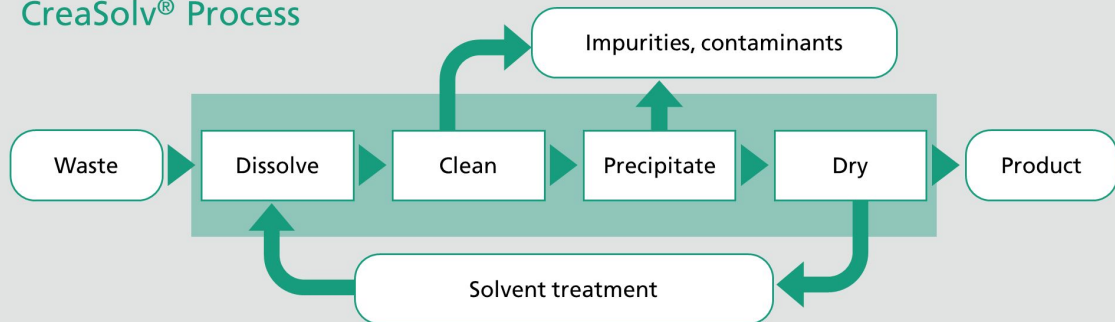 CreaSolv® Process
Impurities, contaminants
Waste
Dissolve
Clean
Precipitate
Dry
Product
Solvent treatment